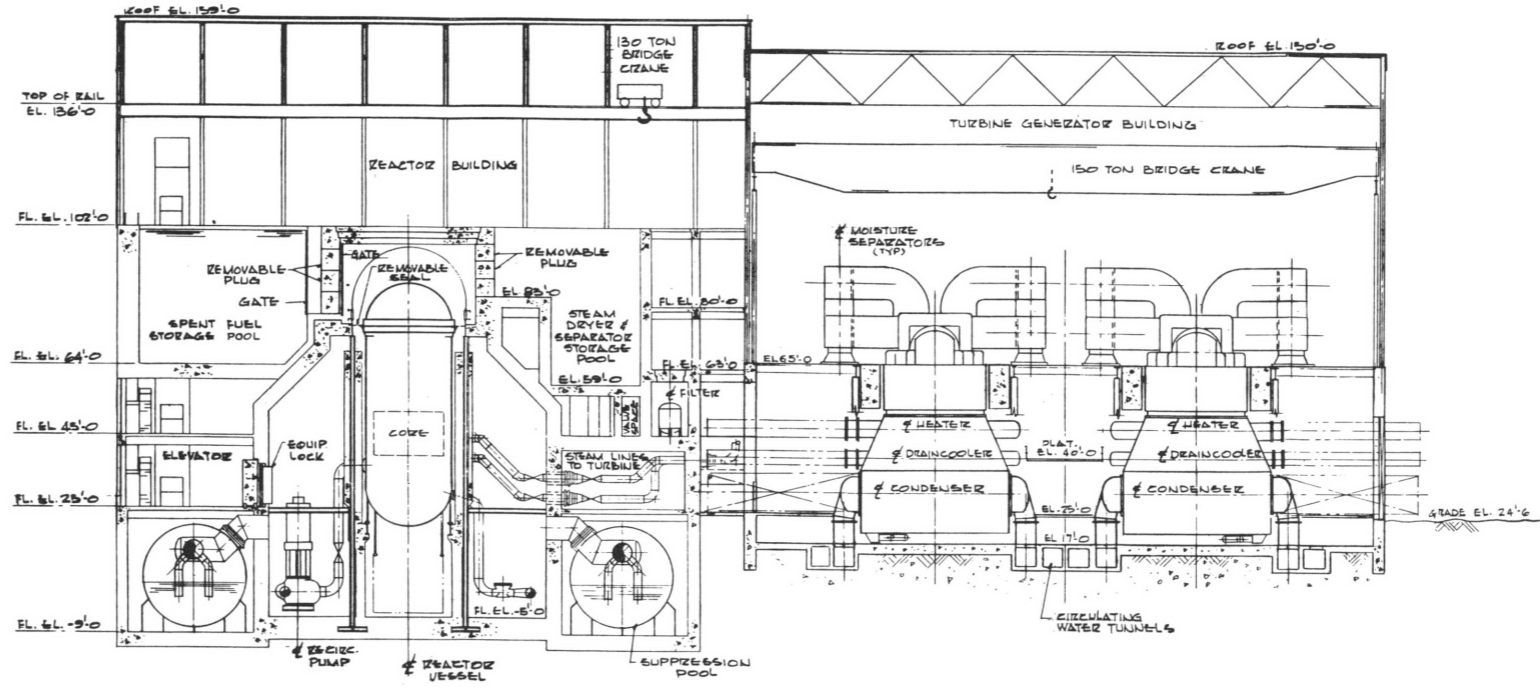 ROOF EL. 159'-0
130 TON
BRIDGE
CRANE
ROOF EL. 150'-0
TOP OF RAIL
EL. 136'-0
TURBINE GENERATOR BUILDING
REACTOR BUILDING
150 TON BRIDGE CRANE
FL. EL. 102'-0
℄ MOISTURE
SEPARATORS
(TYP)
GATE
REMOVABLE
PLUG
REMOVABLE
SEAL
REMOVABLE
PLUG
GATE
EL. 83'-0
FL. EL. 80'-0
SPENT FUEL
STORAGE POOL
STEAM
DRYER &
SEPARATOR
STORAGE
POOL
FL. EL. 64'-0
FL. EL. 63'-0
EL 65'-0
EL. 59'-0
℄ FILTER
VALVE
SPACE
FL. EL. 45'-0
CORE
℄ HEATER
℄ HEATER
EQUIP
LOCK
ELEVATOR
STEAM LINES
TO TURBINE
℄ DRAINCOOLER
PLAT.
EL. 40'-0
℄ DRAINCOOLER
℄ CONDENSER
℄ CONDENSER
FL. EL. 23'-0
EL. 25'-0
GRADE EL. 24'-6
EL 17'-0
FL. EL. -5'-0
FL. EL. -9'-0
CIRCULATING
WATER TUNNELS
℄ RECIRC.
PUMP
℄ REACTOR
VESSEL
SUPPRESSION
POOL